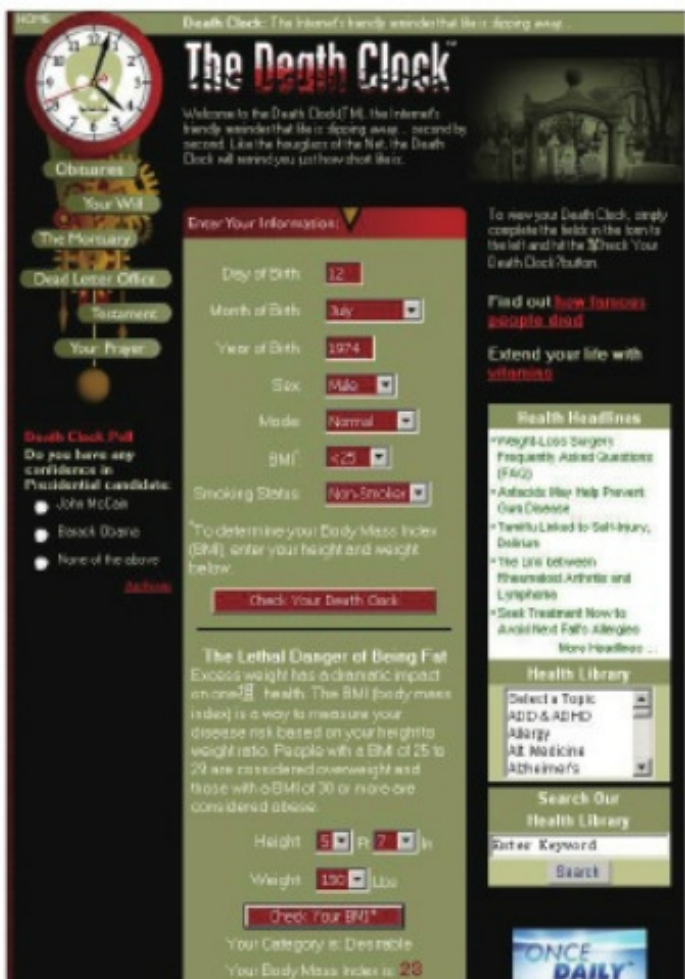 HOME
Death Clock: The Internet's friendly reminder that life is slipping away...
The Death Clock™
Welcome to the Death Clock(TM), the Internet's
friendly reminder that life is slipping away... second by
second. Like the hourglass of the Net, the Death
Clock will remind you just how short life is.
Obituaries
Your Will
The Mortuary
Dead Letter Office
Testament
Your Prayer
Death Clock Poll
Do you have any
confidence in
Presidential candidate:
John McCain
Barack Obama
None of the above
Archives
Enter Your Information:
Day of Birth 12
Month of Birth July
Year of Birth 1974
Sex Male
Mode Normal
BMI* <25
Smoking Status Non-Smoker
*To determine your Body Mass Index
(BMI), enter your height and weight
below.
Check Your Death Clock
The Lethal Danger of Being Fat
Excess weight has a dramatic impact
on one health. The BMI (body mass
index) is a way to measure your
disease risk based on your height to
weight ratio. People with a BMI of 25 to
29 are considered overweight and
those with a BMI of 30 or more are
considered obese.
Height 5 Ft 7 In
Weight Lbs
Check Your BMI*
Your Category is: Desirable
Your Body Mass Index is: 23
To view your Death Clock, simply
complete the fields in the form to
the left and hit the Check Your
Death Clock?button.
Find out how famous
people died
Extend your life with
vitamins
Health Headlines
Weight-Loss Surgery
Frequently Asked Questions
(FAQ)
Antacids May Help Prevent
Gum Disease
Tamiflu Linked to Self-Injury,
Delirium
The Link between
Rheumatoid Arthritis and
Lymphoma
Seek Treatment Now to
Avoid Next Fall's Allergies
More Headlines ...
Health Library
Select a Topic
ADD & ADHD
Allergy
Alt. Medicine
Alzheimer's
Search Our
Health Library
Enter Keyword
Search
ONCE
DAILY